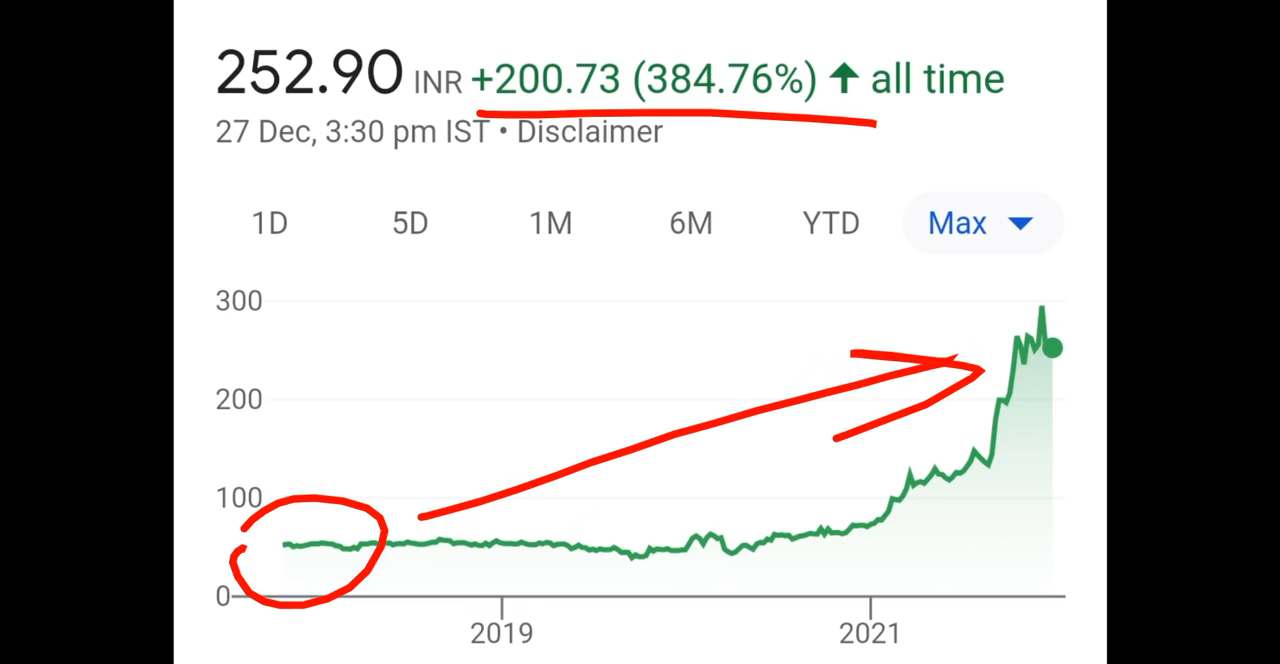 252.90 INR +200.73 (384.76%) ↑ all time
27 Dec, 3:30 pm IST • Disclaimer
1D 5D 1M 6M YTD Max
300
200
100
0
2019 2021